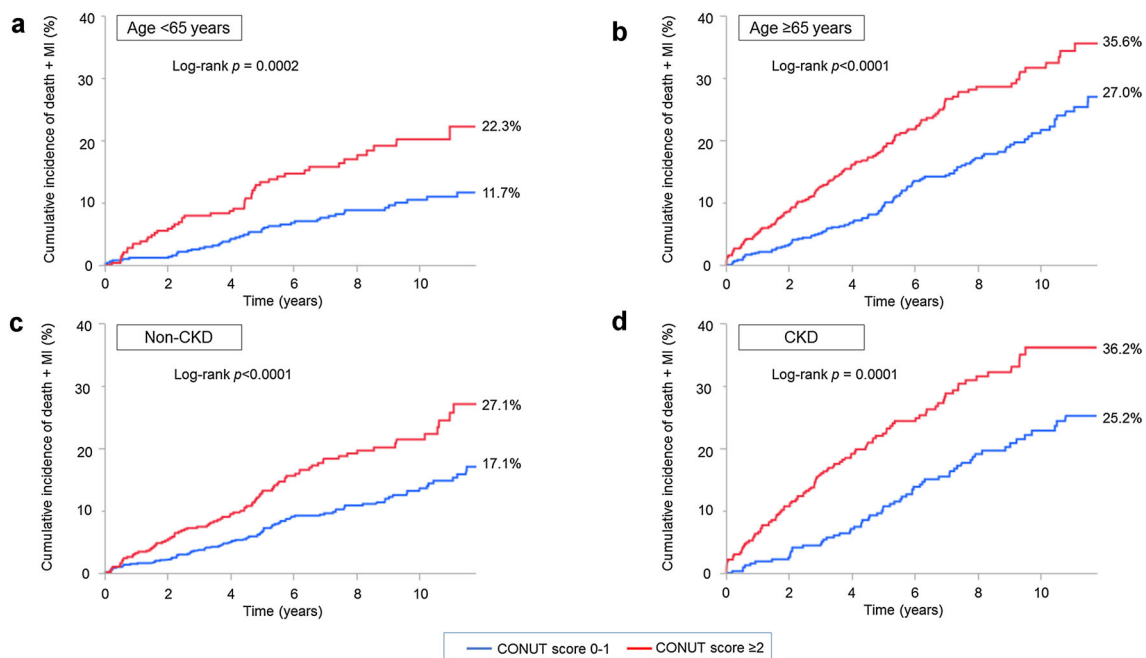 a
Age <65 years
Log-rank p = 0.0002
Cumulative incidence of death + MI (%)
40
30
20
10
0
22.3%
11.7%
0 2 4 6 8 10
Time (years)
b
Age ≥65 years
Log-rank p<0.0001
Cumulative incidence of death + MI (%)
40
30
20
10
0
35.6%
27.0%
0 2 4 6 8 10
Time (years)
c
Non-CKD
Log-rank p<0.0001
Cumulative incidence of death + MI (%)
40
30
20
10
0
27.1%
17.1%
0 2 4 6 8 10
Time (years)
d
CKD
Log-rank p = 0.0001
Cumulative incidence of death + MI (%)
40
30
20
10
0
36.2%
25.2%
0 2 4 6 8 10
Time (years)
CONUT score 0-1 CONUT score ≥2